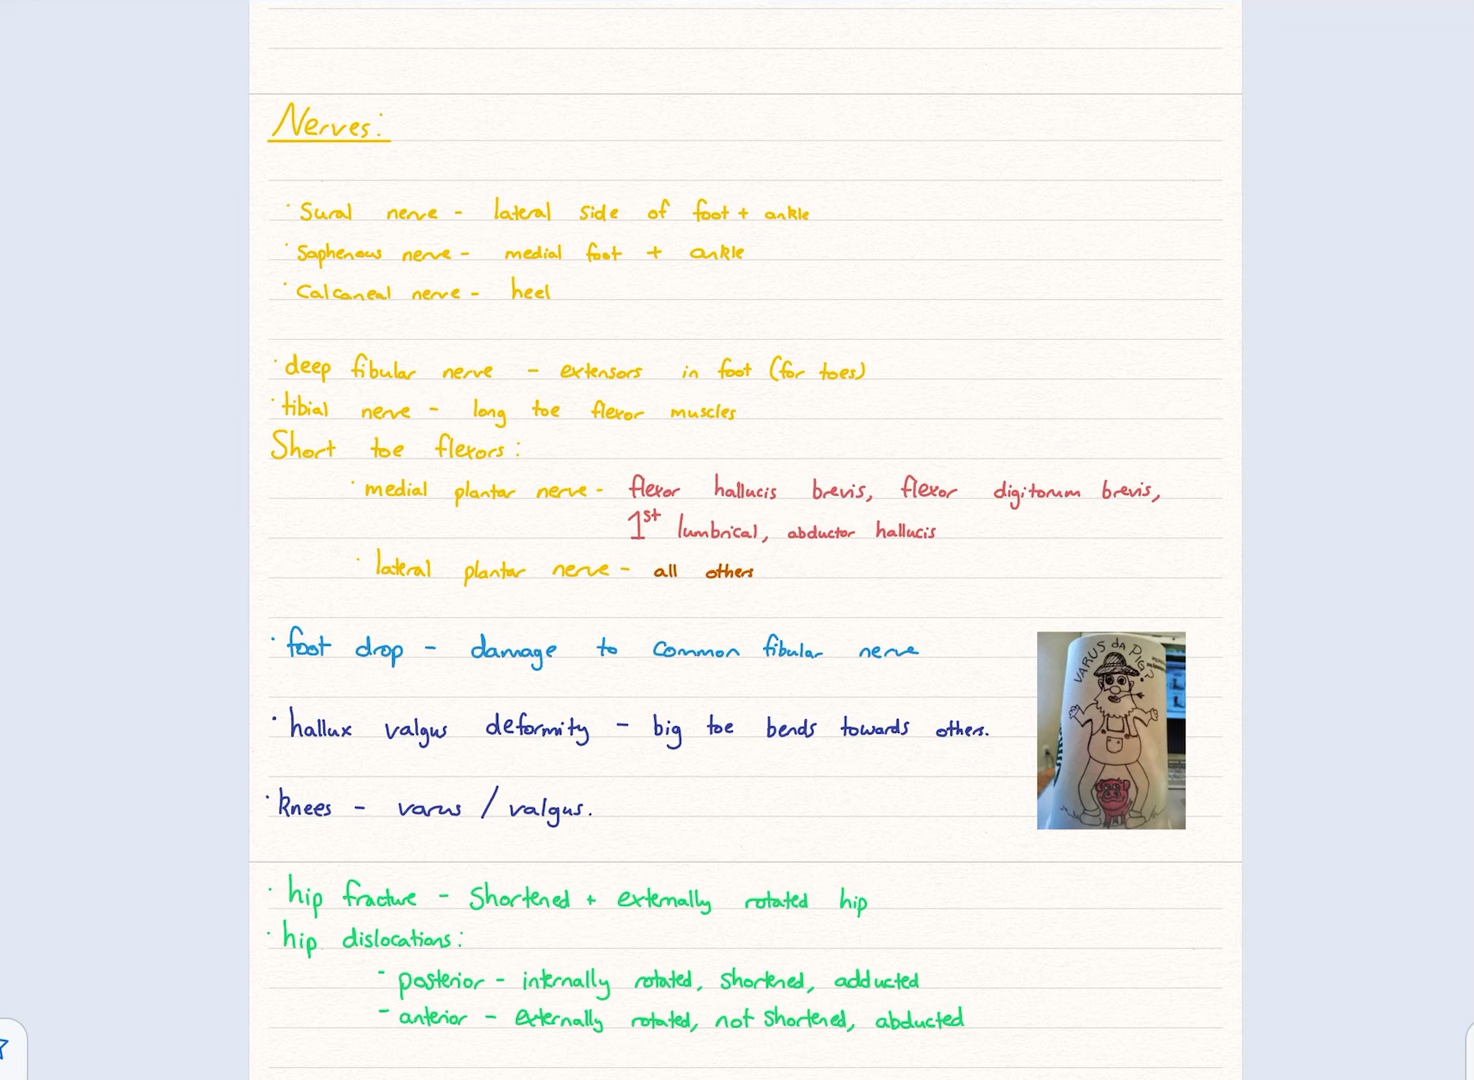 Nerves:
· Sural nerve - lateral side of foot + ankle
· Saphenous nerve - medial foot + ankle
· Calcaneal nerve - heel
· deep fibular nerve - extensors in foot (for toes)
· tibial nerve - long toe flexor muscles
Short toe flexors:
· medial plantar nerve - flexor hallucis brevis, flexor digitorum brevis,
1st lumbrical, abductor hallucis
· lateral plantar nerve - all others
· foot drop - damage to common fibular nerve
VARUS da PIG?
· hallux valgus deformity - big toe bends towards others.
· knees - varus / valgus.
· hip fracture - Shortened + externally rotated hip
· hip dislocations:
- posterior - internally rotated, shortened, adducted
- anterior - externally rotated, not shortened, abducted